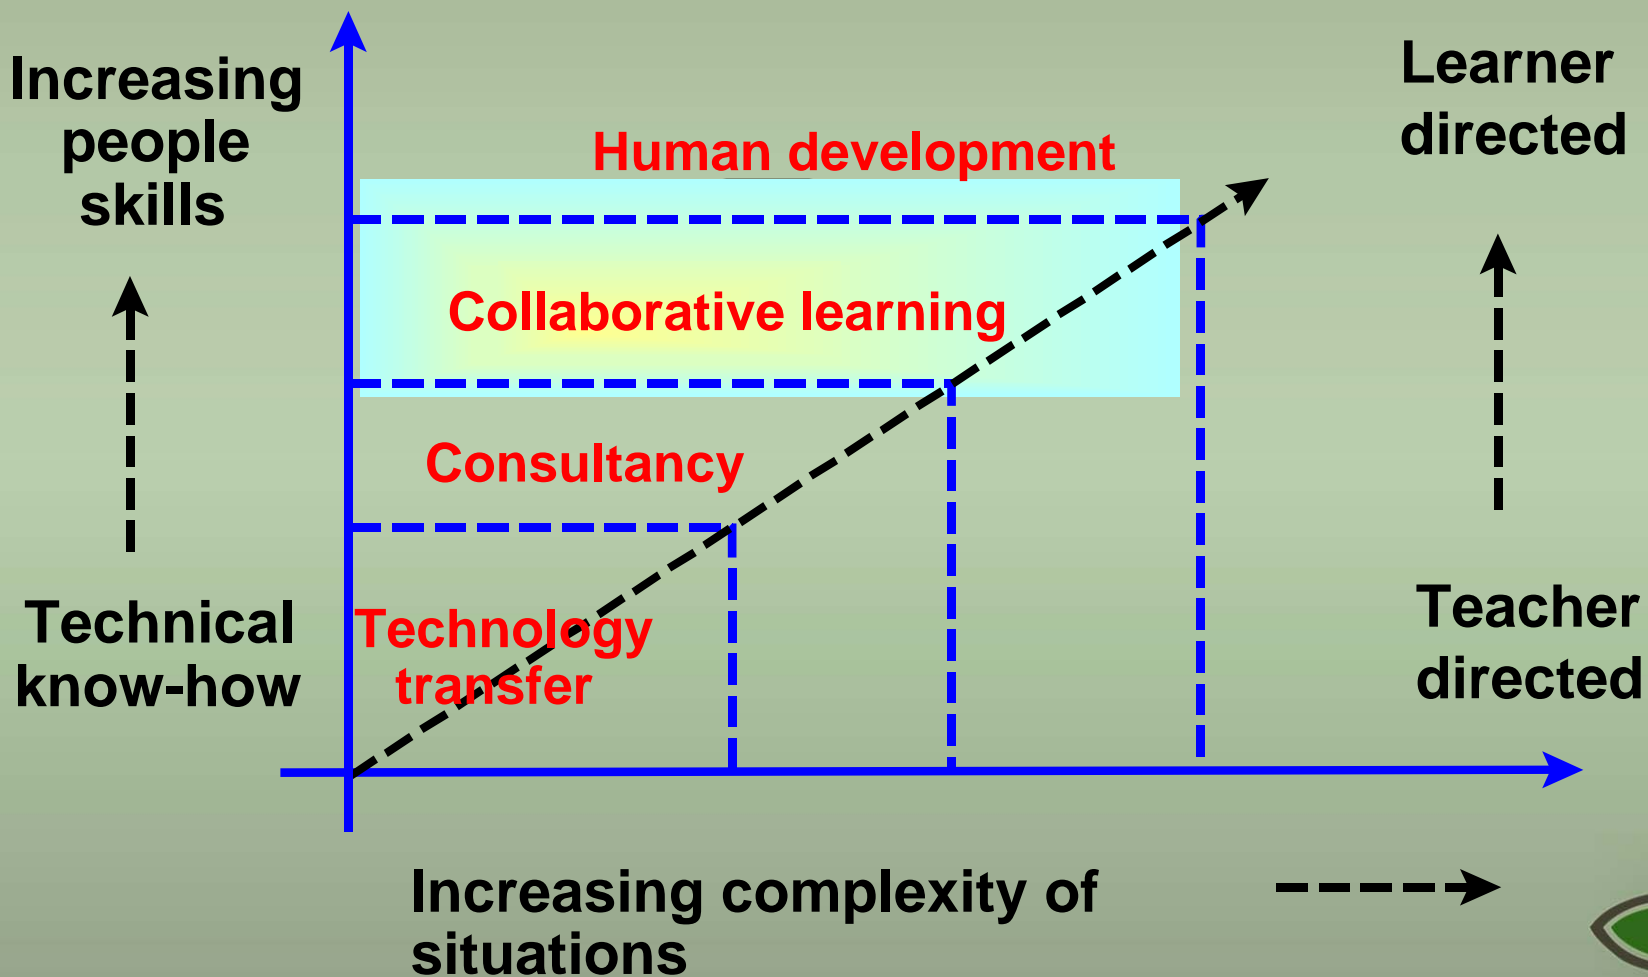 Increasing
people
skills
Learner
directed
Human development
Collaborative learning
Consultancy
Technology
transfer
Technical
know-how
Teacher
directed
Increasing complexity of
situations